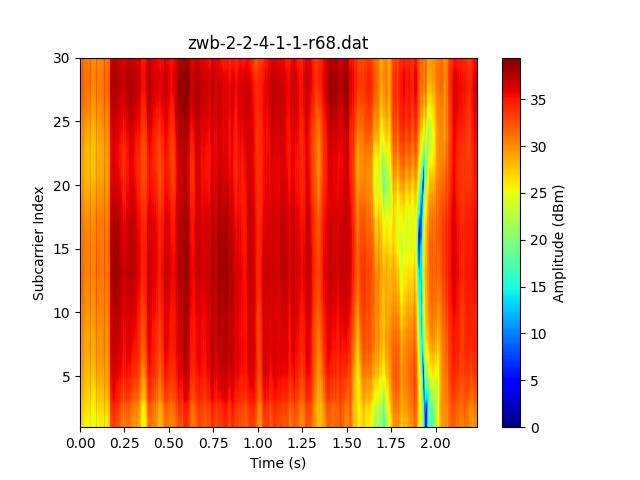 zwb-2-2-4-1-1-r68.dat
30
25
20
15
10
5
Subcarrier Index
0.00 0.25 0.50 0.75 1.00 1.25 1.50 1.75 2.00
Time (s)
35
30
25
20
15
10
5
0
Amplitude (dBm)